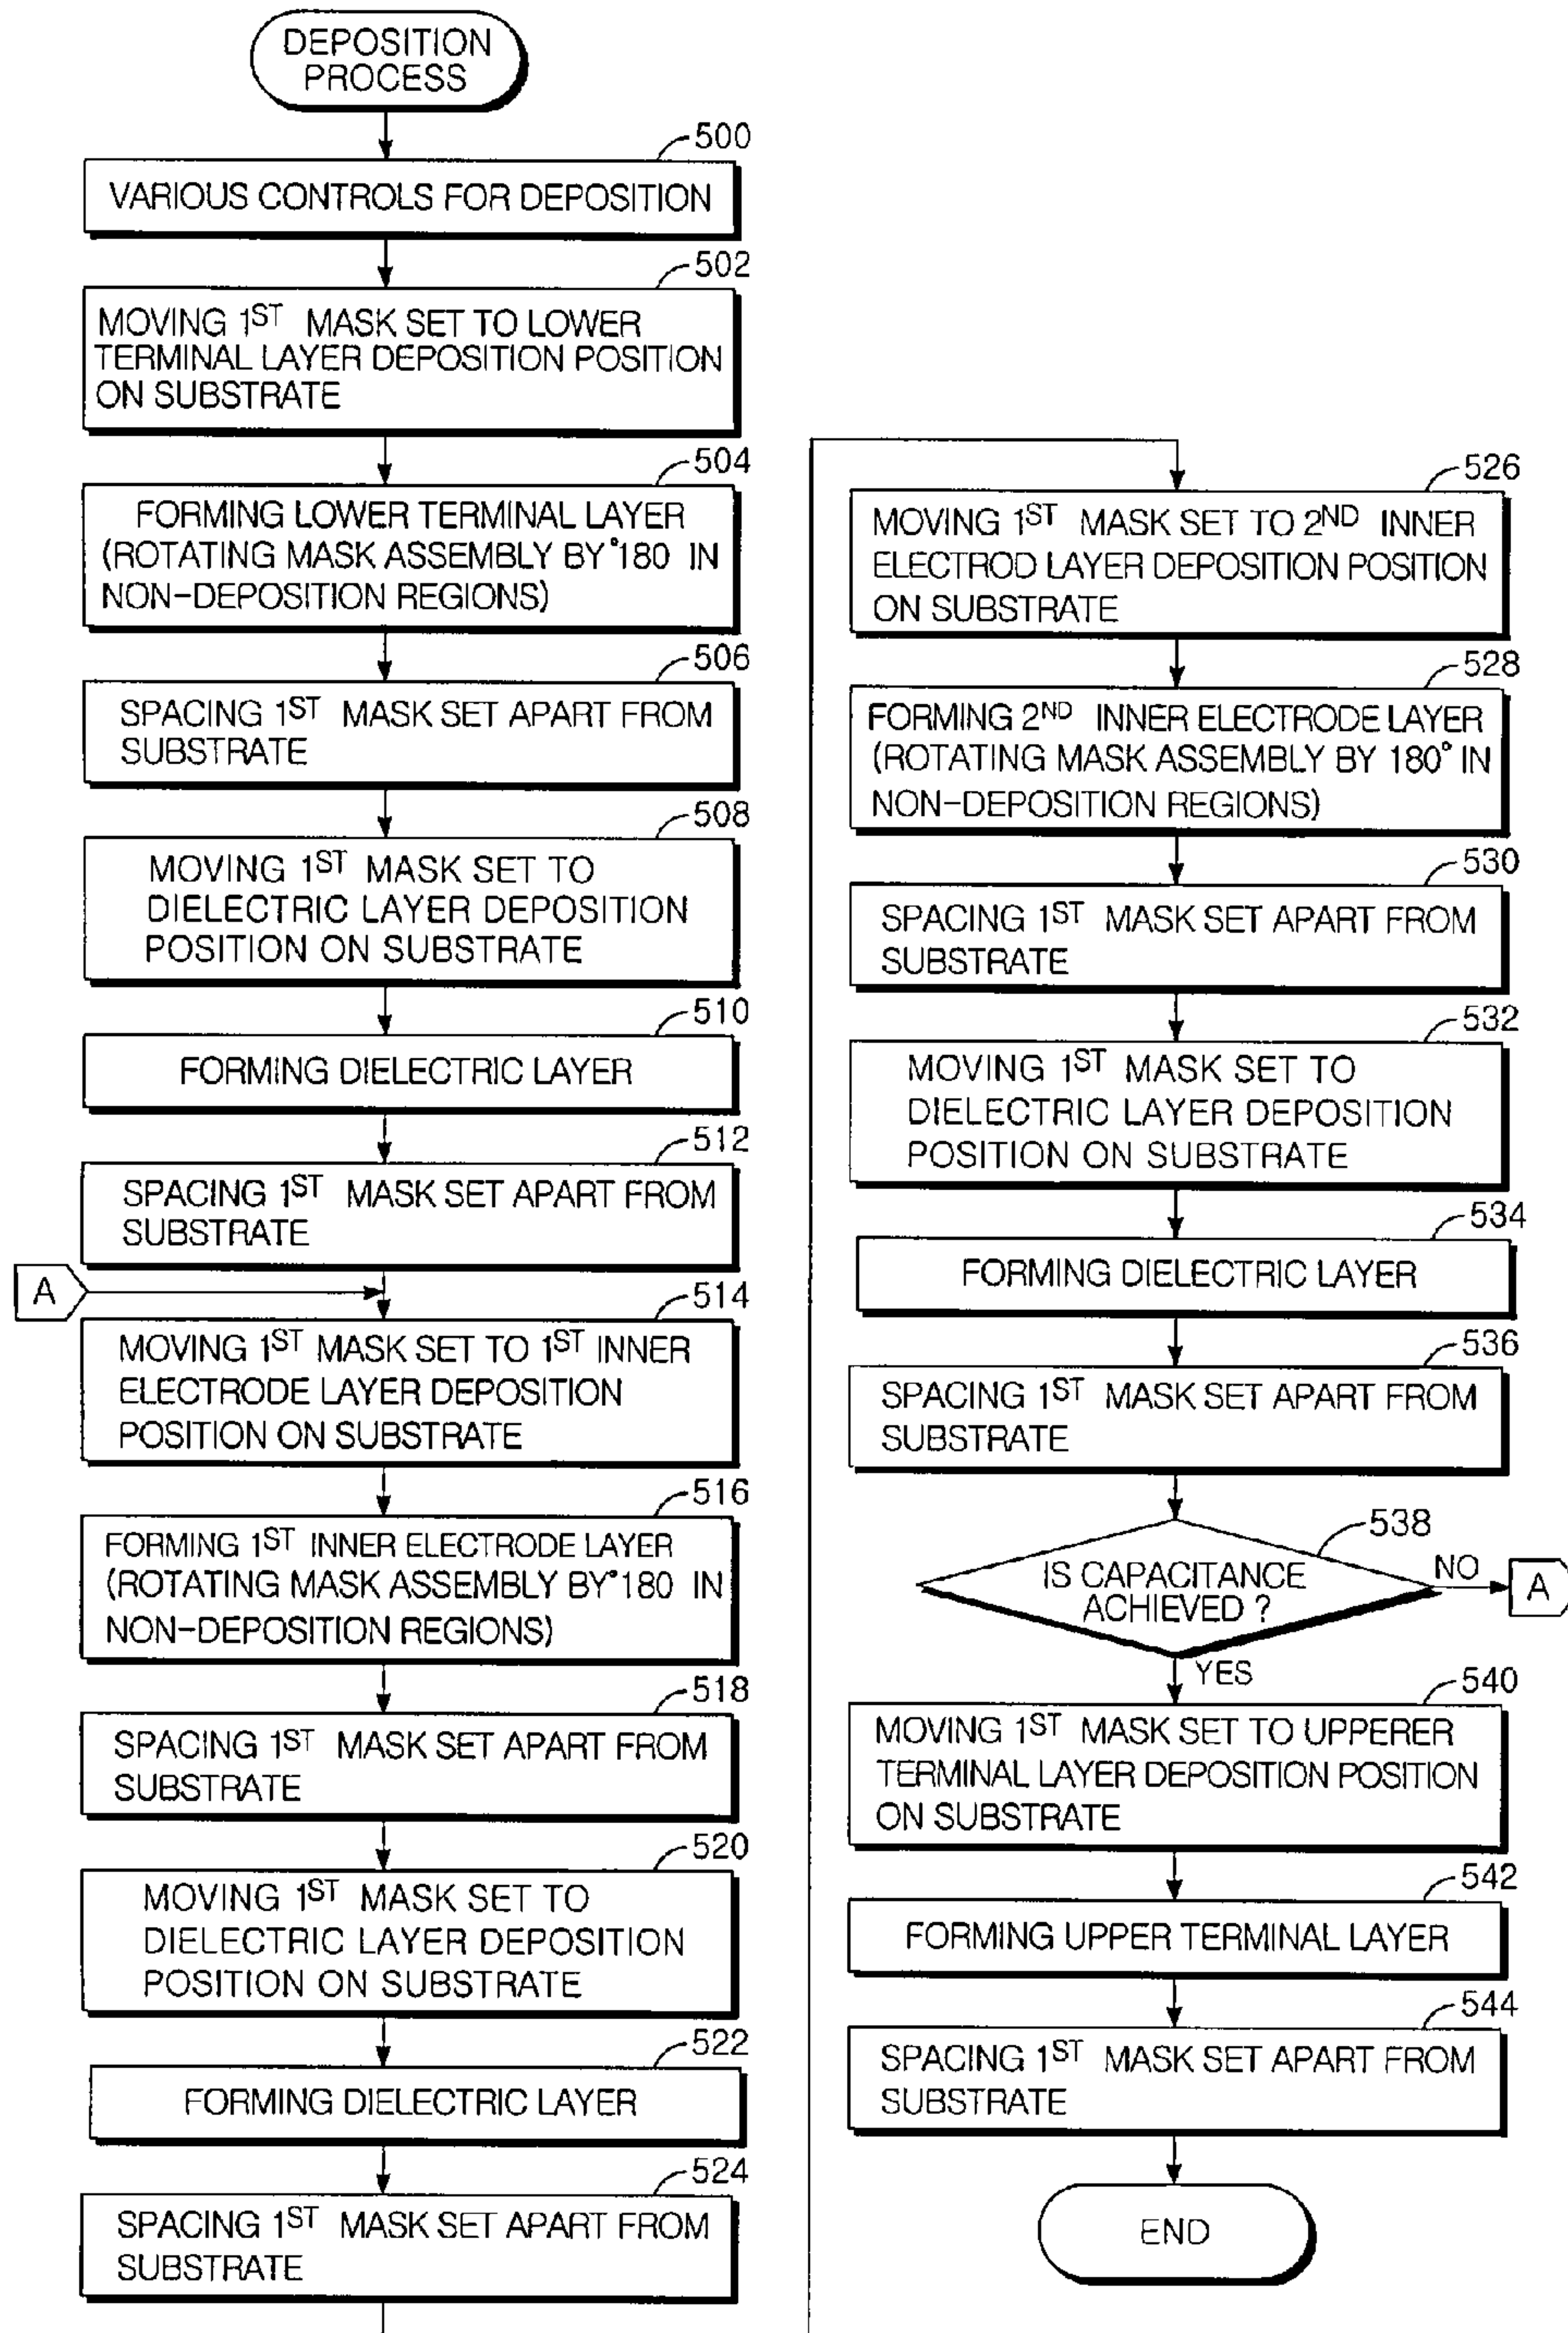 DEPOSITION
PROCESS
500
VARIOUS CONTROLS FOR DEPOSITION
502
MOVING 1ST MASK SET TO LOWER
TERMINAL LAYER DEPOSITION POSITION
ON SUBSTRATE
504
FORMING LOWER TERMINAL LAYER
(ROTATING MASK ASSEMBLY BY°180 IN
NON-DEPOSITION REGIONS)
506
SPACING 1ST MASK SET APART FROM
SUBSTRATE
508
MOVING 1ST MASK SET TO
DIELECTRIC LAYER DEPOSITION
POSITION ON SUBSTRATE
510
FORMING DIELECTRIC LAYER
512
SPACING 1ST MASK SET APART FROM
SUBSTRATE
A
514
MOVING 1ST MASK SET TO 1ST INNER
ELECTRODE LAYER DEPOSITION
POSITION ON SUBSTRATE
516
FORMING 1ST INNER ELECTRODE LAYER
(ROTATING MASK ASSEMBLY BY°180 IN
NON-DEPOSITION REGIONS)
518
SPACING 1ST MASK SET APART FROM
SUBSTRATE
520
MOVING 1ST MASK SET TO
DIELECTRIC LAYER DEPOSITION
POSITION ON SUBSTRATE
522
FORMING DIELECTRIC LAYER
524
SPACING 1ST MASK SET APART FROM
SUBSTRATE
526
MOVING 1ST MASK SET TO 2ND INNER
ELECTROD LAYER DEPOSITION POSITION
ON SUBSTRATE
528
FORMING 2ND INNER ELECTRODE LAYER
(ROTATING MASK ASSEMBLY BY 180° IN
NON-DEPOSITION REGIONS)
530
SPACING 1ST MASK SET APART FROM
SUBSTRATE
532
MOVING 1ST MASK SET TO
DIELECTRIC LAYER DEPOSITION
POSITION ON SUBSTRATE
534
FORMING DIELECTRIC LAYER
536
SPACING 1ST MASK SET APART FROM
SUBSTRATE
538
IS CAPACITANCE
ACHIEVED ?
NO
A
YES
540
MOVING 1ST MASK SET TO UPPERER
TERMINAL LAYER DEPOSITION POSITION
ON SUBSTRATE
542
FORMING UPPER TERMINAL LAYER
544
SPACING 1ST MASK SET APART FROM
SUBSTRATE
END